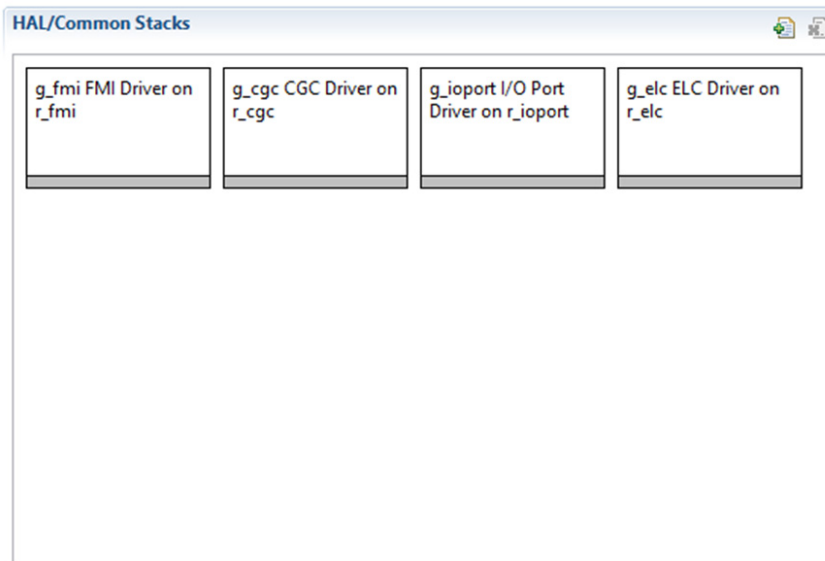 HAL/Common Stacks
g_fmi FMI Driver on
r_fmi
g_cgc CGC Driver on
r_cgc
g_ioport I/O Port
Driver on r_ioport
g_elc ELC Driver on
r_elc